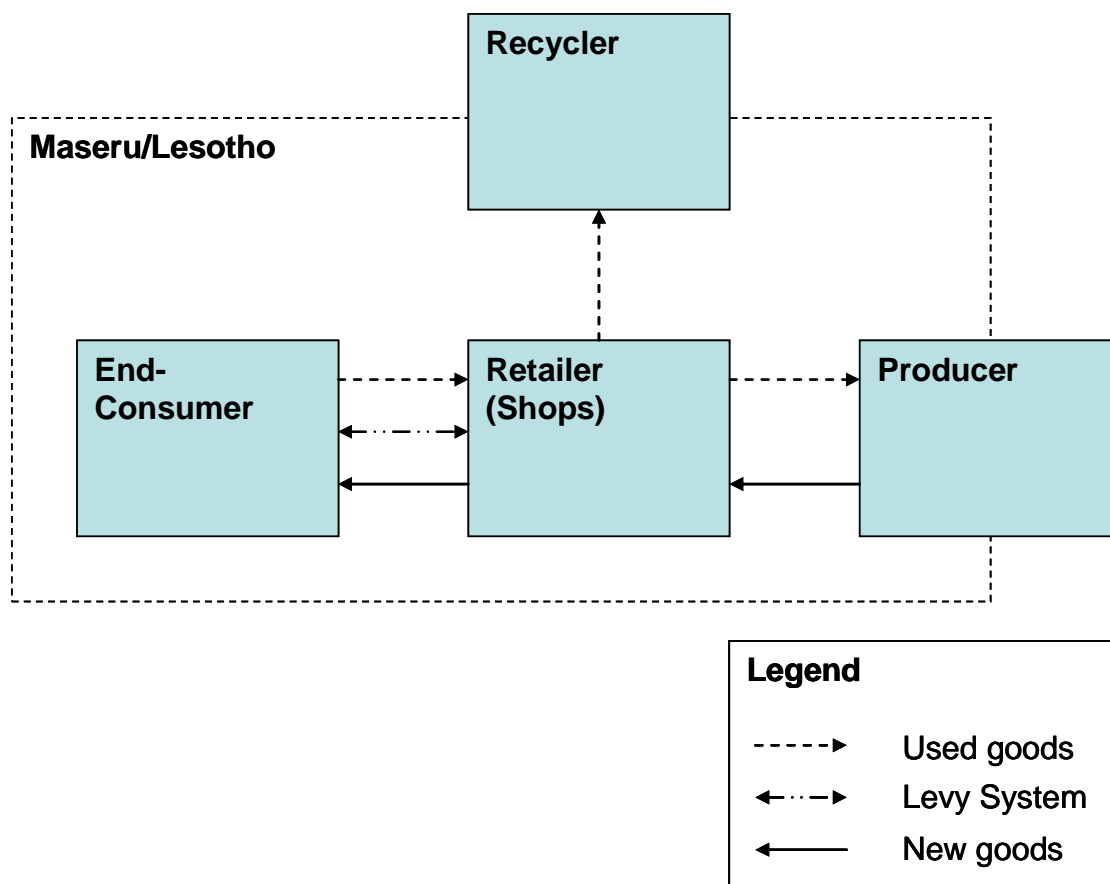 Recycler
Maseru/Lesotho
End-
Consumer
Retailer
(Shops)
Producer
Legend
Used goods
Levy System
New goods